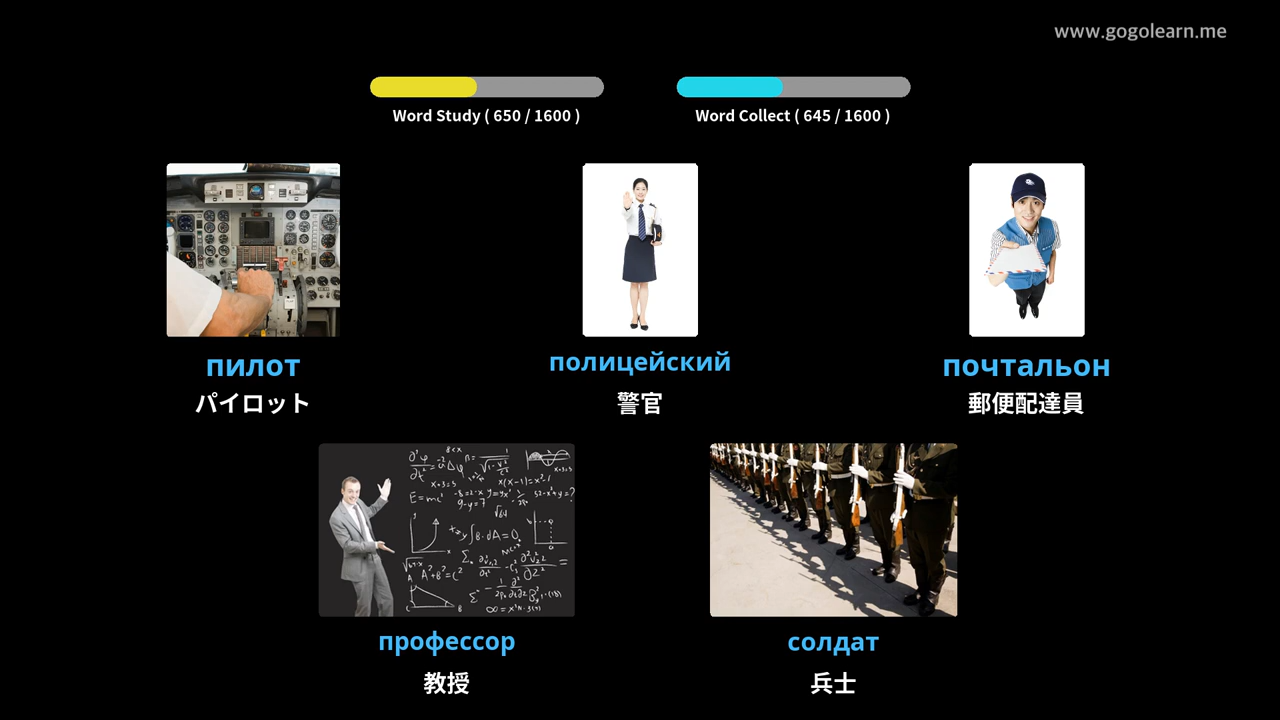 www.gogolearn.me
Word Study ( 650 / 1600 )
Word Collect ( 645 / 1600 )
пилот
パイロット
полицейский
警官
почтальон
郵便配達員
профессор
教授
солдат
兵士